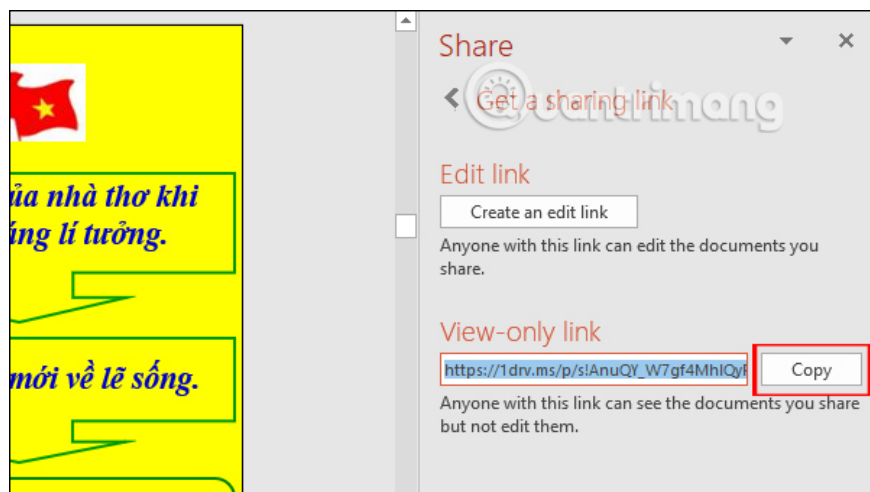 ủa nhà thơ khi
áng lí tưởng.
mới về lẽ sống.
Share
Get a sharing link
uantrimang
Edit link
Create an edit link
Anyone with this link can edit the documents you
share.
View-only link
https://1drv.ms/p/s!AnuQY_W7gf4MhlQy
Copy
Anyone with this link can see the documents you share
but not edit them.